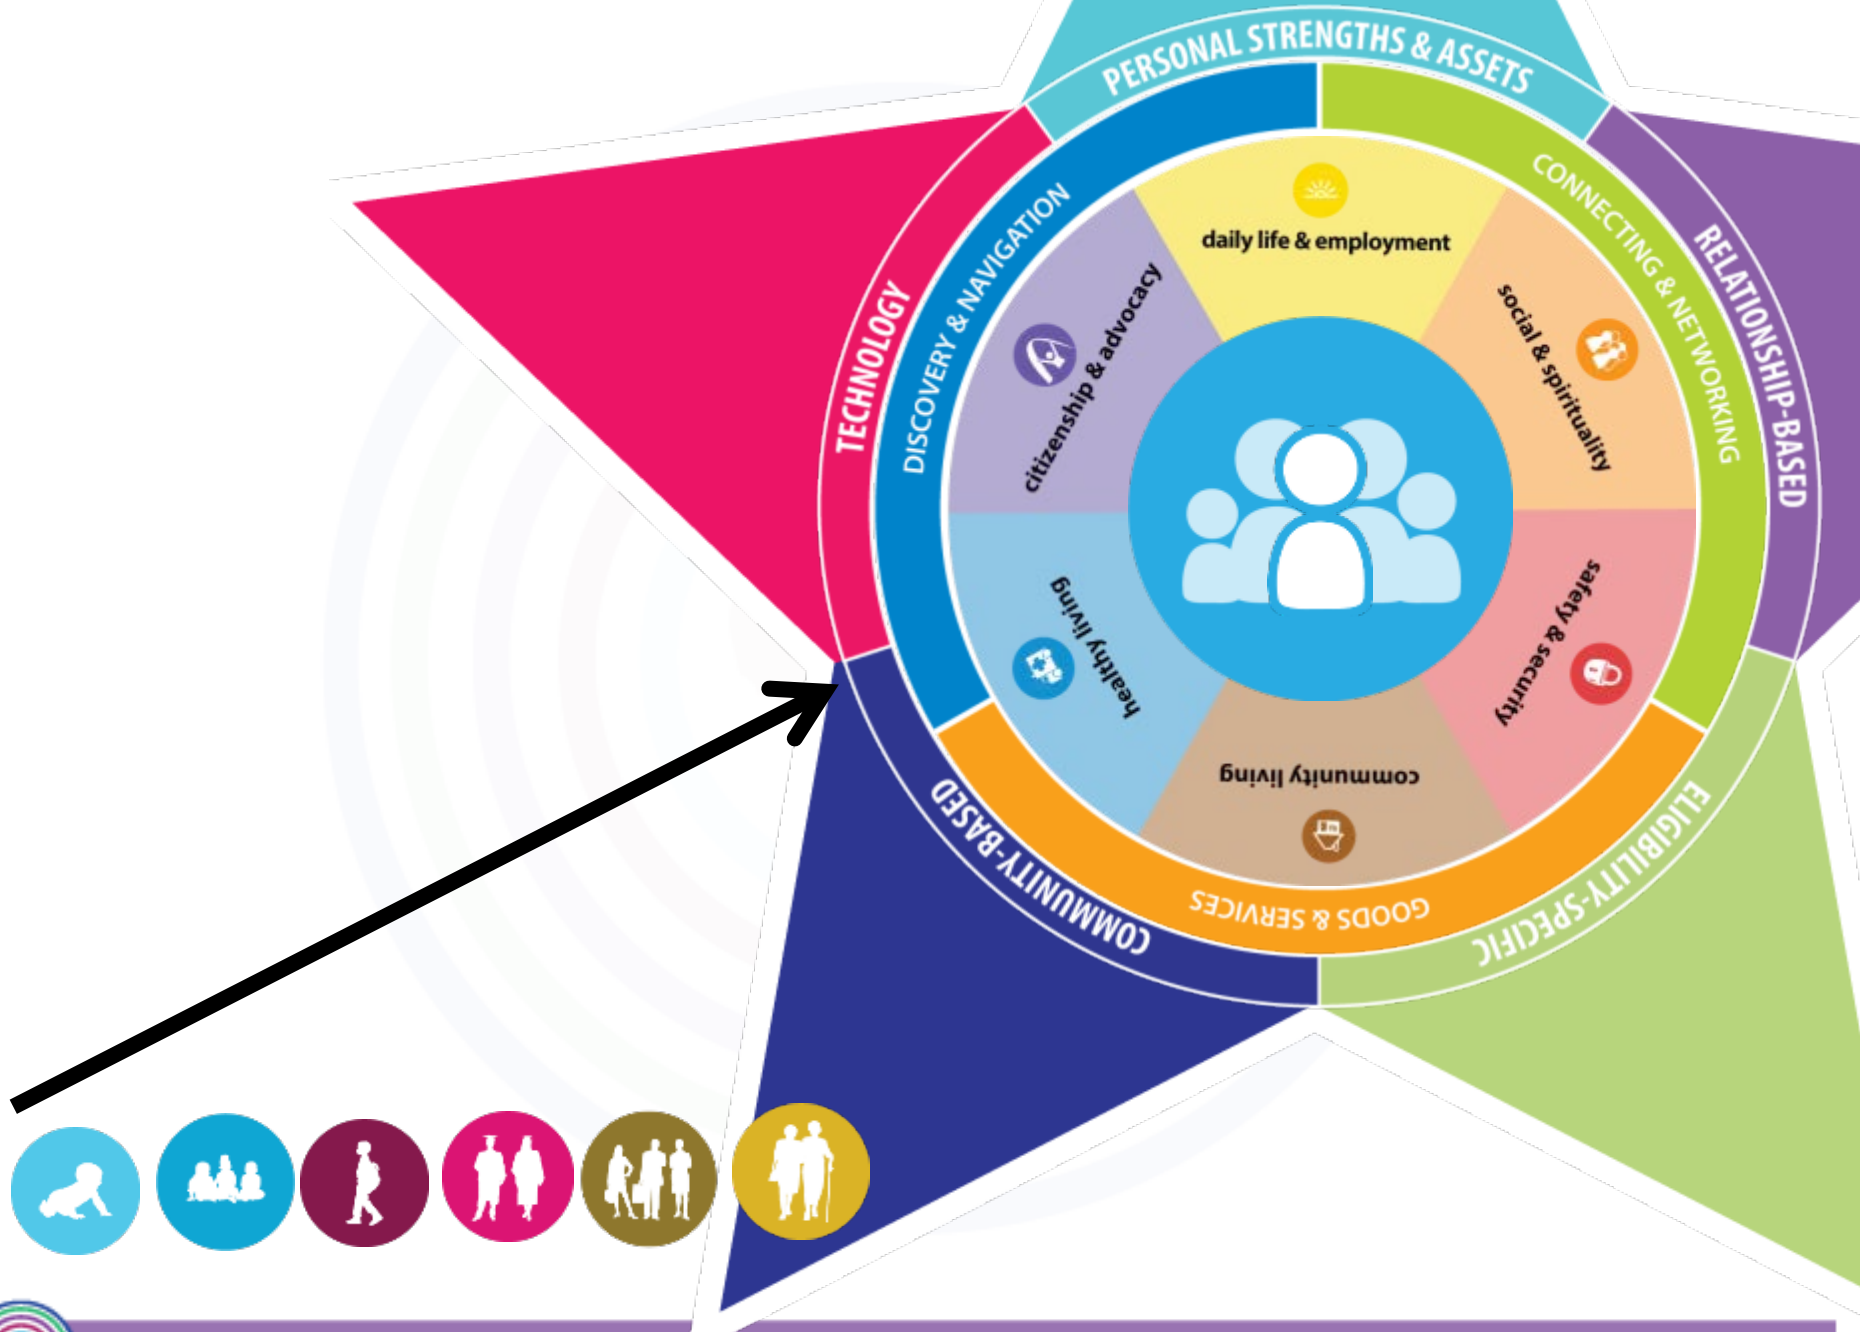 PERSONAL STRENGTHS & ASSETS
TECHNOLOGY
RELATIONSHIP-BASED
COMMUNITY-BASED
ELIGIBILITY-SPECIFIC
DISCOVERY & NAVIGATION
CONNECTING & NETWORKING
GOODS & SERVICES
daily life & employment
social & spirituality
safety & security
community living
healthy living
citizenship & advocacy